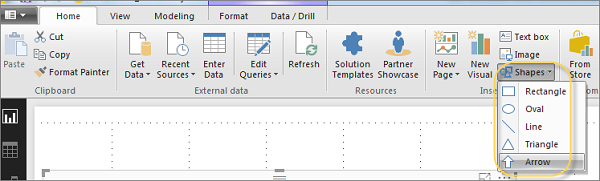 Home View Modeling Format Data / Drill
Paste
Cut
Copy
Format Painter
Clipboard
Get Data
Recent Sources
Enter Data
Edit Queries
Refresh
External data
Solution Templates
Partner Showcase
Resources
New Page
New Visual
Text box
Image
Shapes
From Store
Rectangle
Oval
Line
Triangle
Arrow